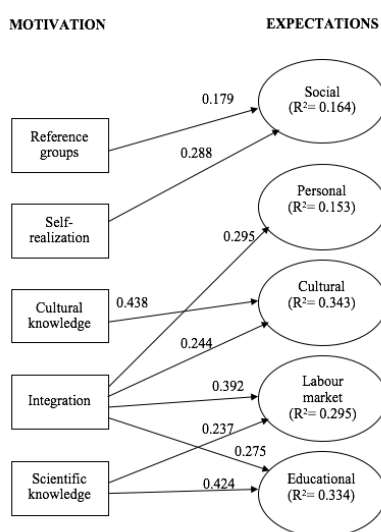 MOTIVATION
EXPECTATIONS
Social
(R²= 0.164)
0.179
Reference
groups
0.288
Personal
(R²= 0.153)
Self-
realization
0.295
Cultural
(R²= 0.343)
Cultural
knowledge
0.438
0.244
Labour
market
(R²= 0.295)
Integration
0.392
0.237
0.275
Scientific
knowledge
0.424
Educational
(R²= 0.334)